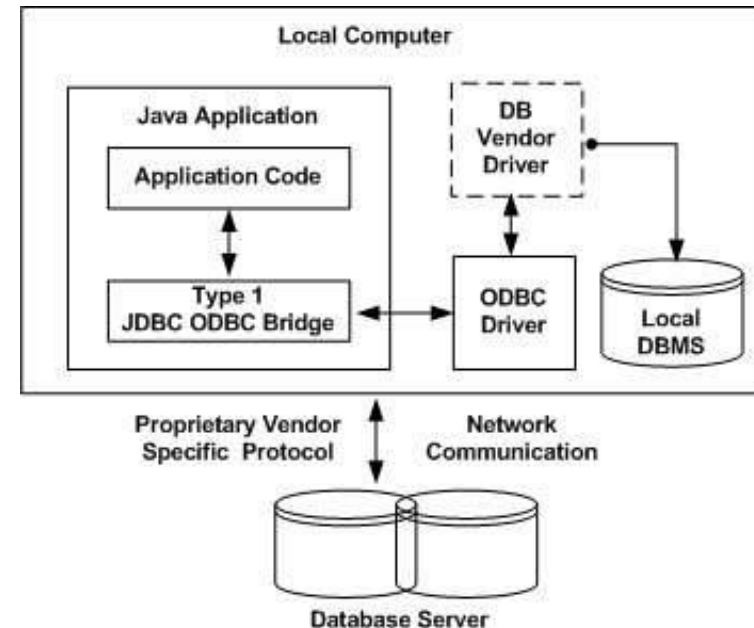 Local Computer
Java Application
Application Code
Type 1
JDBC ODBC Bridge
DB
Vendor
Driver
ODBC
Driver
Local
DBMS
Proprietary Vendor
Specific Protocol
Network
Communication
Database Server